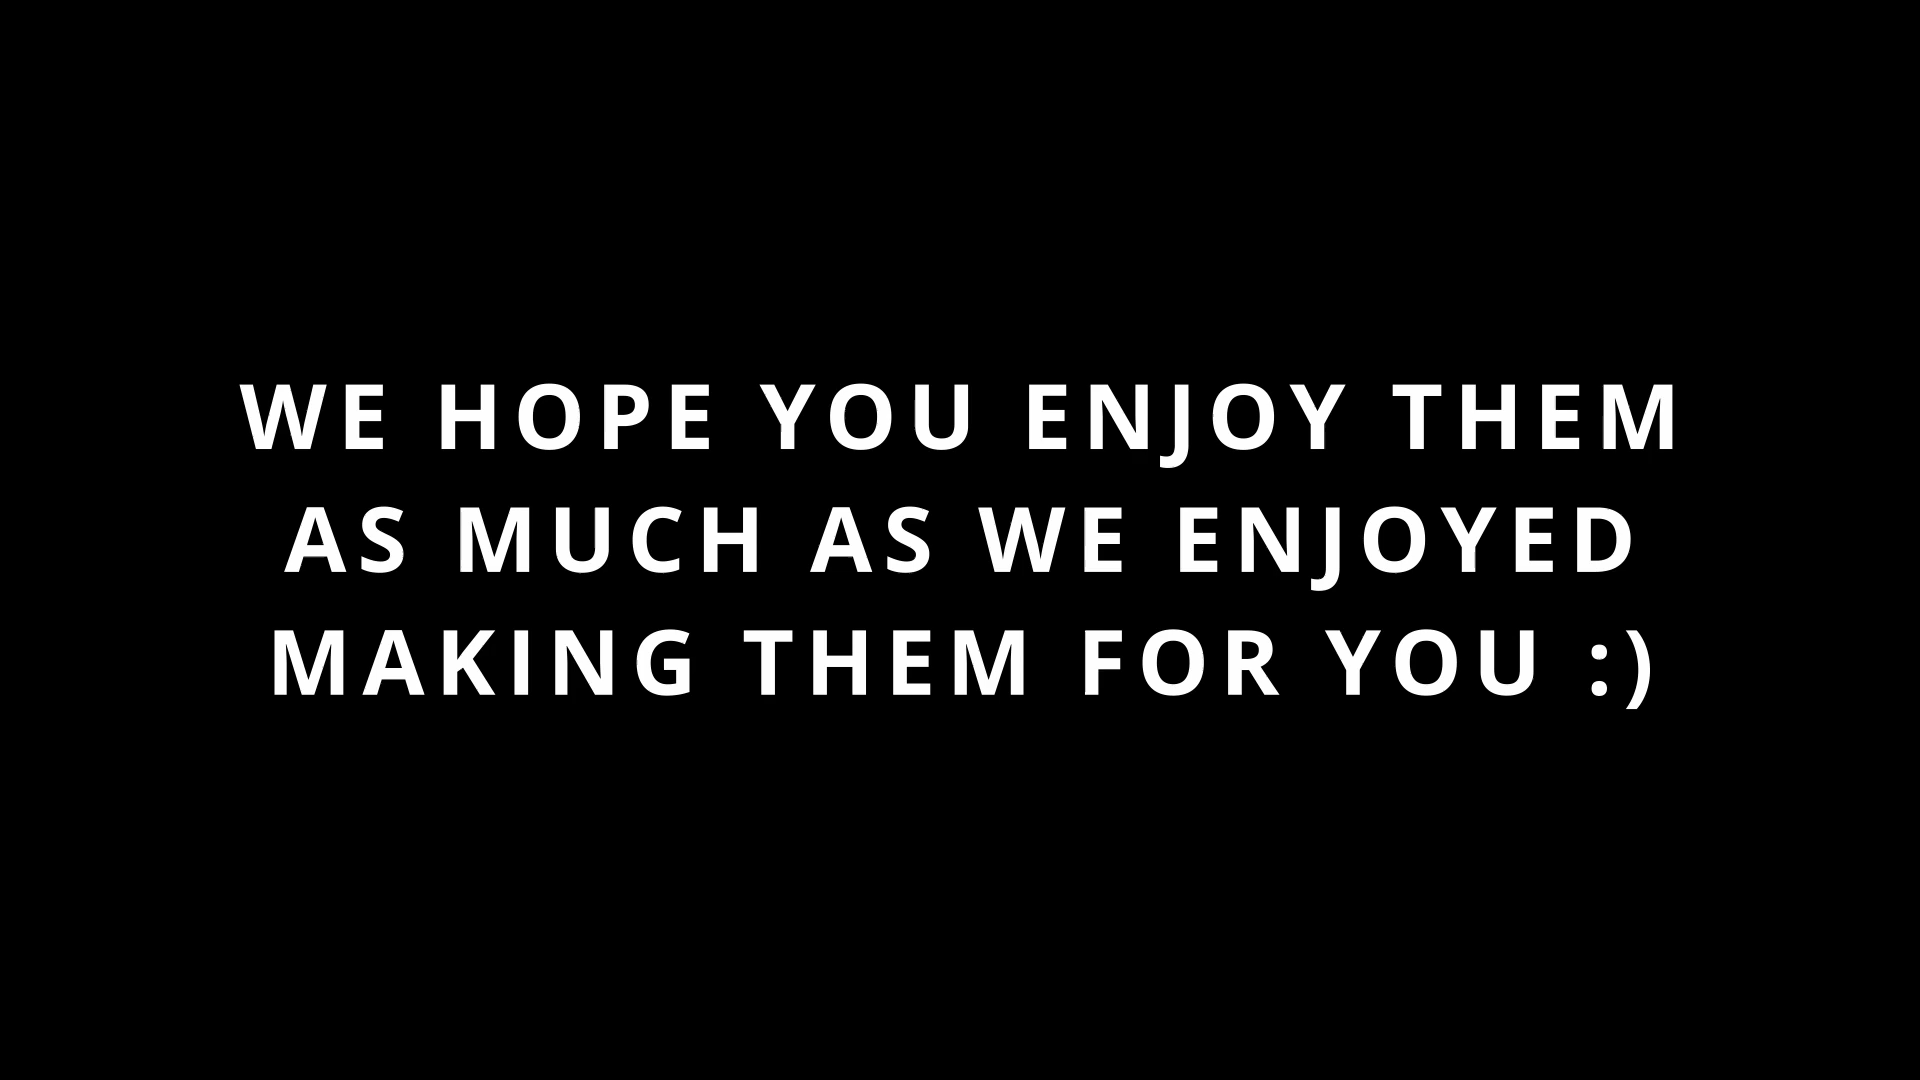 WE HOPE YOU ENJOY THEM
AS MUCH AS WE ENJOYED
MAKING THEM FOR YOU :)